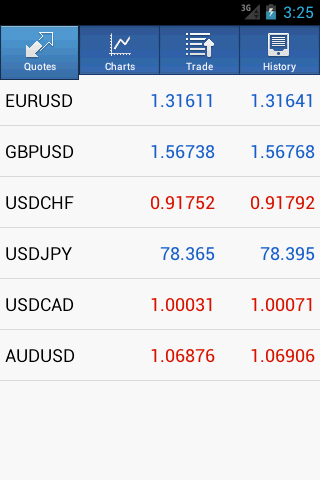 3G 3:25
Quotes Charts Trade History
EURUSD 1.31611 1.31641
GBPUSD 1.56738 1.56768
USDCHF 0.91752 0.91792
USDJPY 78.365 78.395
USDCAD 1.00031 1.00071
AUDUSD 1.06876 1.06906